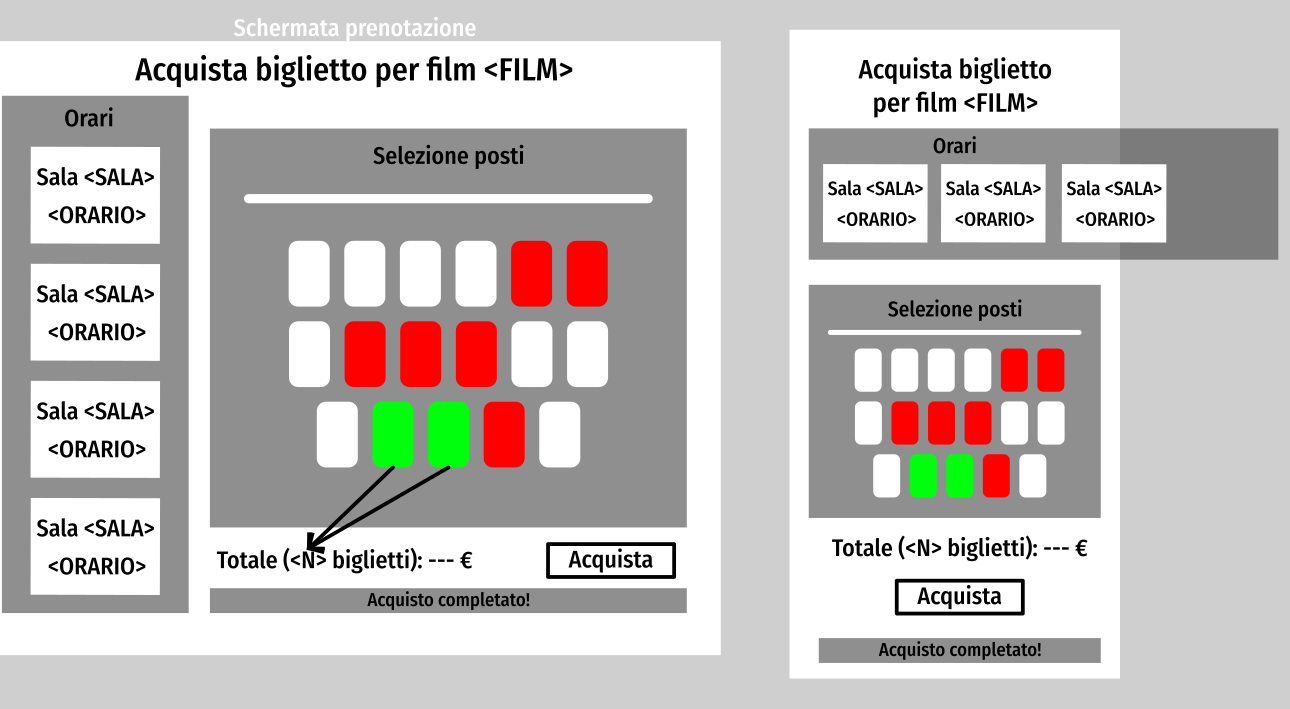 Schermata prenotazione
Acquista biglietto per film <FILM>
Orari
Sala <SALA>
<ORARIO>
Sala <SALA>
<ORARIO>
Sala <SALA>
<ORARIO>
Sala <SALA>
<ORARIO>
Selezione posti
Totale (<N> biglietti): --- €
Acquista
Acquisto completato!
Acquista biglietto
per film <FILM>
Orari
Sala <SALA>
<ORARIO>
Sala <SALA>
<ORARIO>
Sala <SALA>
<ORARIO>
Selezione posti
Totale (<N> biglietti): --- €
Acquista
Acquisto completato!